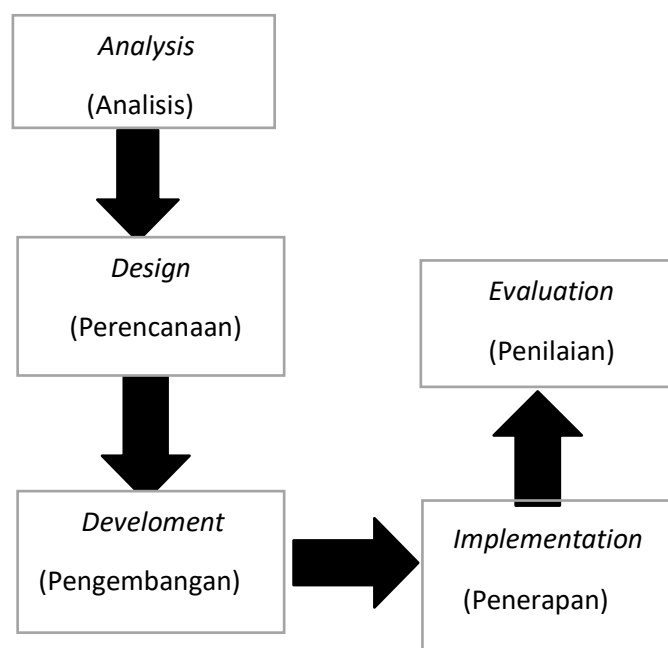 Analysis
(Analisis)
Design
(Perencanaan)
Develoment
(Pengembangan)
Implementation
(Penerapan)
Evaluation
(Penilaian)